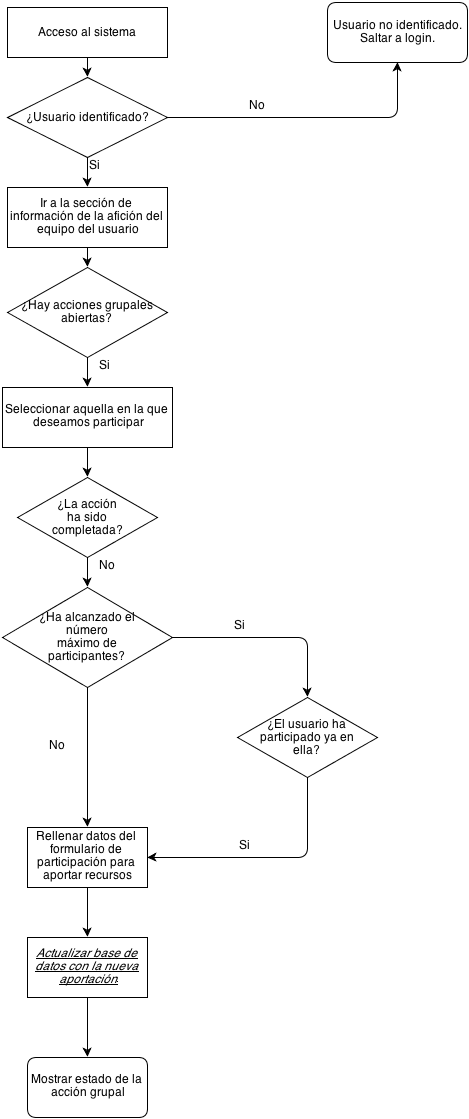 Acceso al sistema
Usuario no identificado.
Saltar a login.
¿Usuario identificado?
No
Si
Ir a la sección de
información de la afición del
equipo del usuario
¿Hay acciones grupales
abiertas?
Si
Seleccionar aquella en la que
deseamos participar
¿La acción
ha sido
completada?
No
¿Ha alcanzado el
número
máximo de
participantes?
Si
¿El usuario ha
participado ya en
ella?
No
Si
Rellenar datos del
formulario de
participación para
aportar recursos
Actualizar base de
datos con la nueva
aportación
Mostrar estado de la
acción grupal